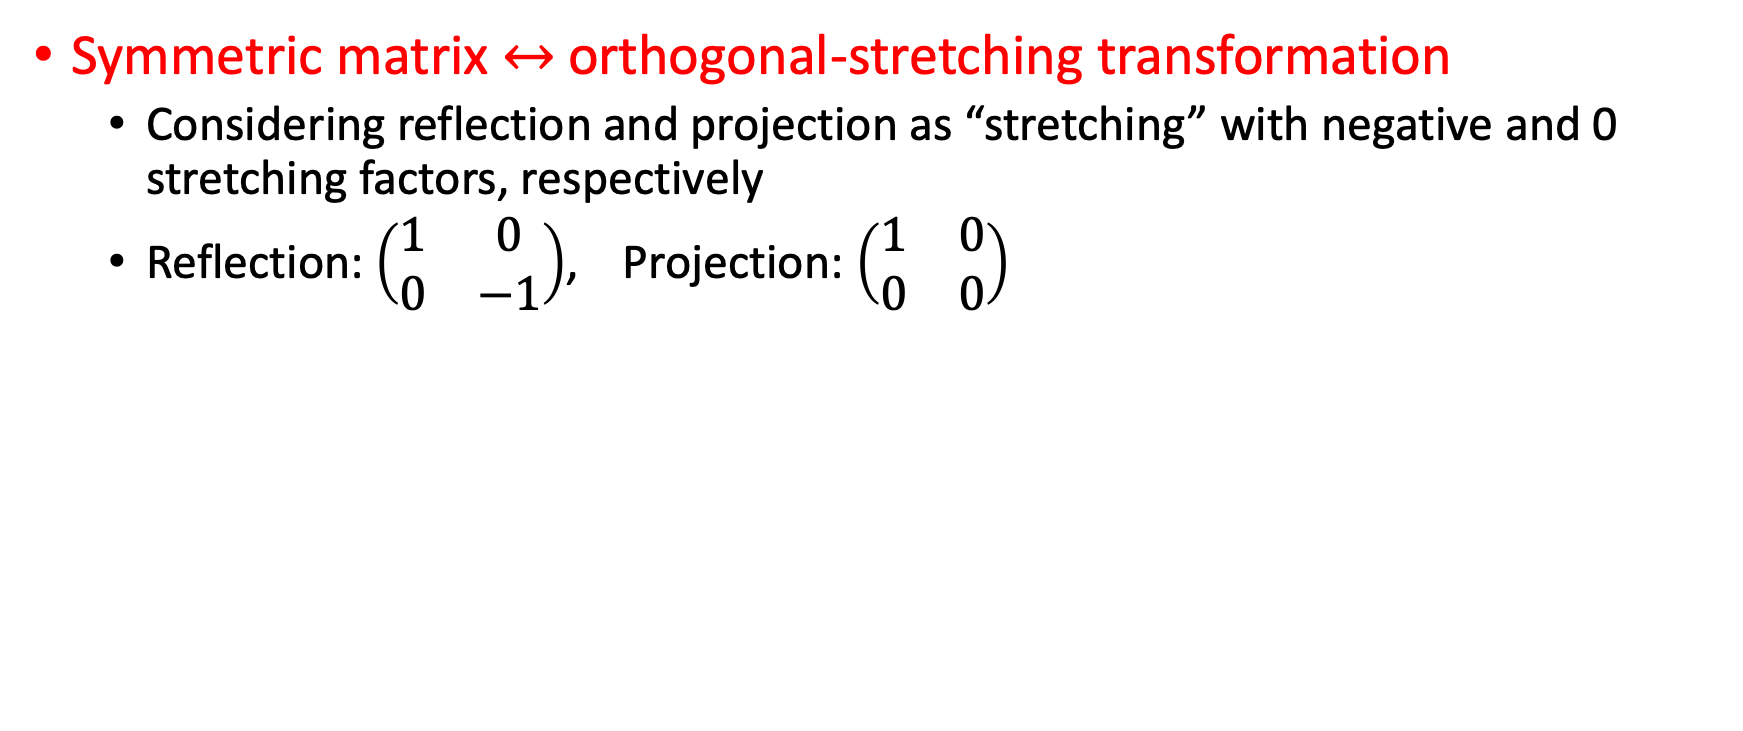 • Symmetric matrix ↔ orthogonal-stretching transformation
• Considering reflection and projection as “stretching” with negative and 0
stretching factors, respectively
• Reflection: (1 0; 0 −1), Projection: (1 0; 0 0)